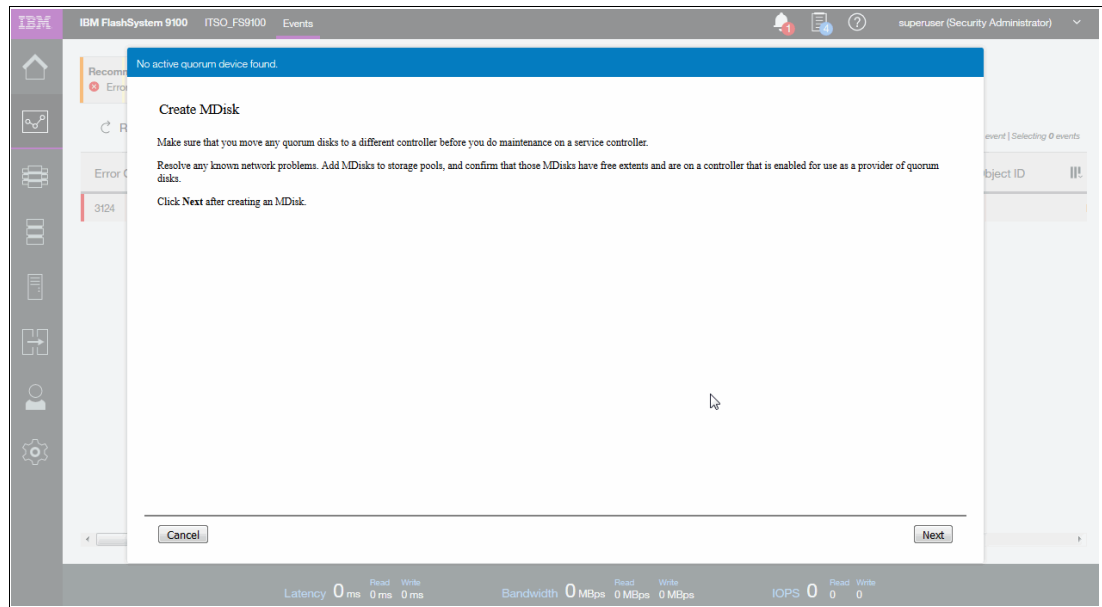 IBM
IBM FlashSystem 9100 ITSO_FS9100 Events
1
4
superuser (Security Administrator)
No active quorum device found.
Create MDisk
Make sure that you move any quorum disks to a different controller before you do maintenance on a service controller.
Resolve any known network problems. Add MDisks to storage pools, and confirm that those MDisks have free extents and are on a controller that is enabled for use as a provider of quorum
disks.
Click Next after creating an MDisk.
Recomm
Erro
R
event | Selecting 0 events
Error C
bject ID
3124
Cancel
Next
Latency 0 ms Read 0 ms Write 0 ms
Bandwidth 0 MBps Read 0 MBps Write 0 MBps
IOPS 0 Read 0 Write 0